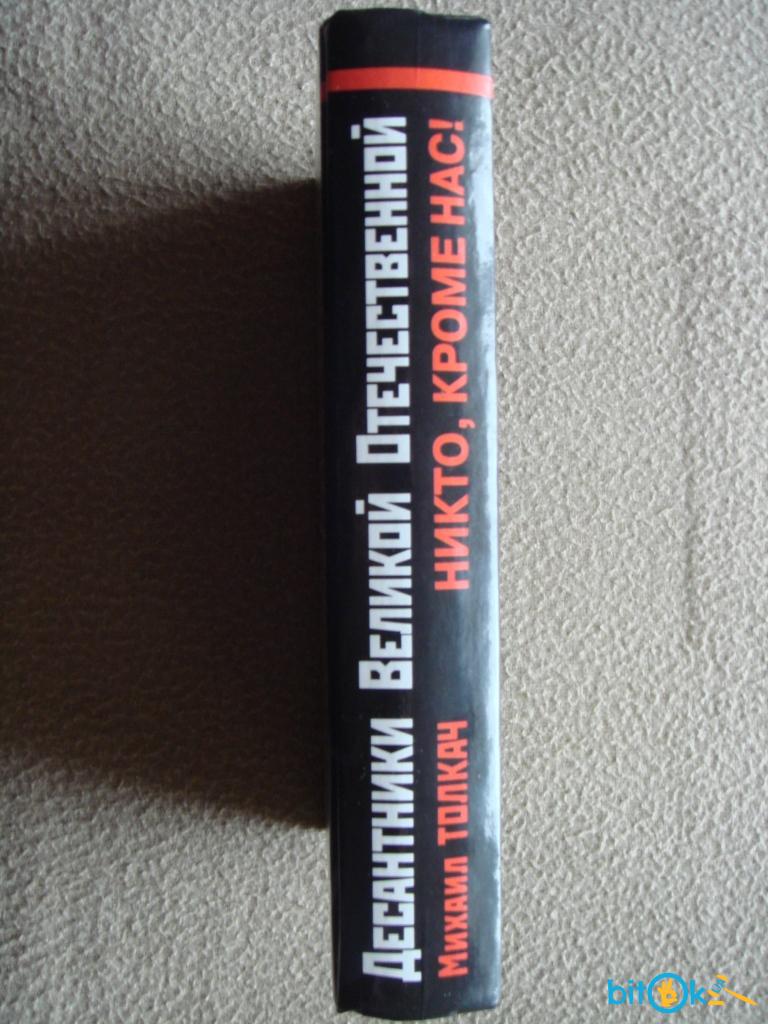 Десантники Великой Отечественной
Михаил ТОЛКАЧ НИКТО, КРОМЕ НАС!
bitOk